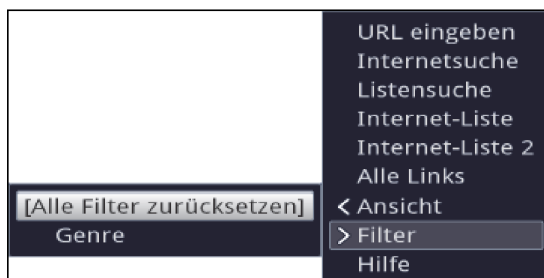 URL eingeben
Internetsuche
Listensuche
Internet-Liste
Internet-Liste 2
Alle Links
< Ansicht
> Filter
Hilfe
[Alle Filter zurücksetzen]
Genre